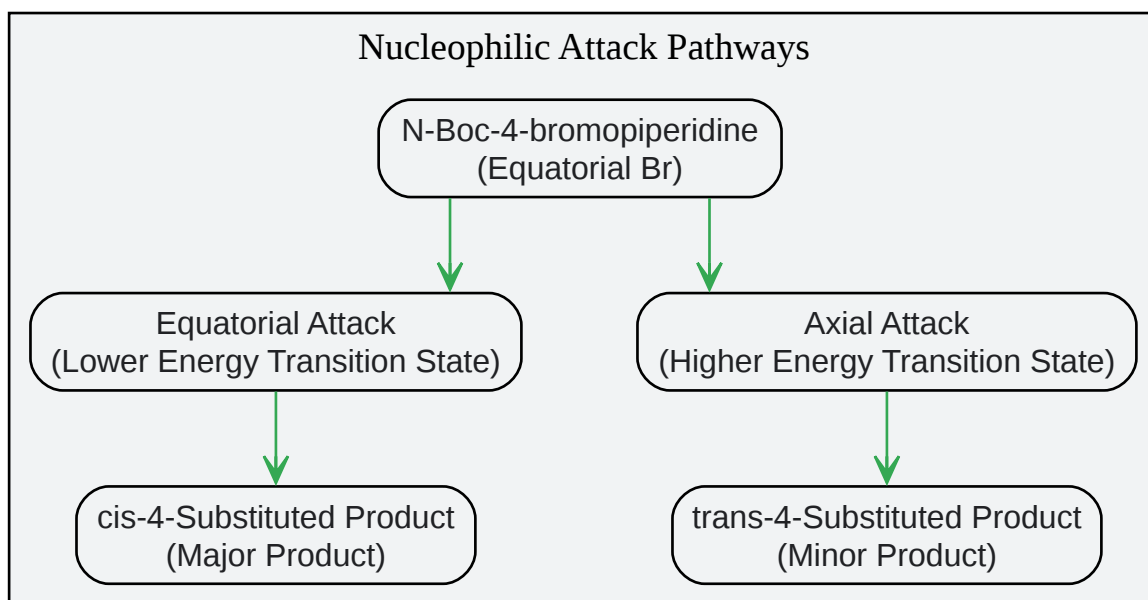 Nucleophilic Attack Pathways
N-Boc-4-bromopiperidine
(Equatorial Br)
Equatorial Attack
(Lower Energy Transition State)
Axial Attack
(Higher Energy Transition State)
cis-4-Substituted Product
(Major Product)
trans-4-Substituted Product
(Minor Product)